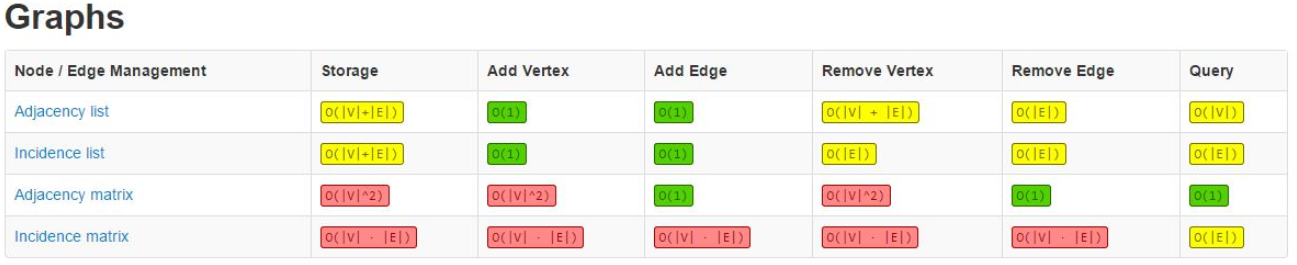 Graphs
Node / Edge Management Storage Add Vertex Add Edge Remove Vertex Remove Edge Query
Adjacency list O(|V|+|E|) O(1) O(1) O(|V| + |E|) O(|E|) O(|V|)
Incidence list O(|V|+|E|) O(1) O(1) O(|E|) O(|E|) O(|E|)
Adjacency matrix O(|V|^2) O(|V|^2) O(1) O(|V|^2) O(1) O(1)
Incidence matrix O(|V| · |E|) O(|V| · |E|) O(|V| · |E|) O(|V| · |E|) O(|V| · |E|) O(|E|)